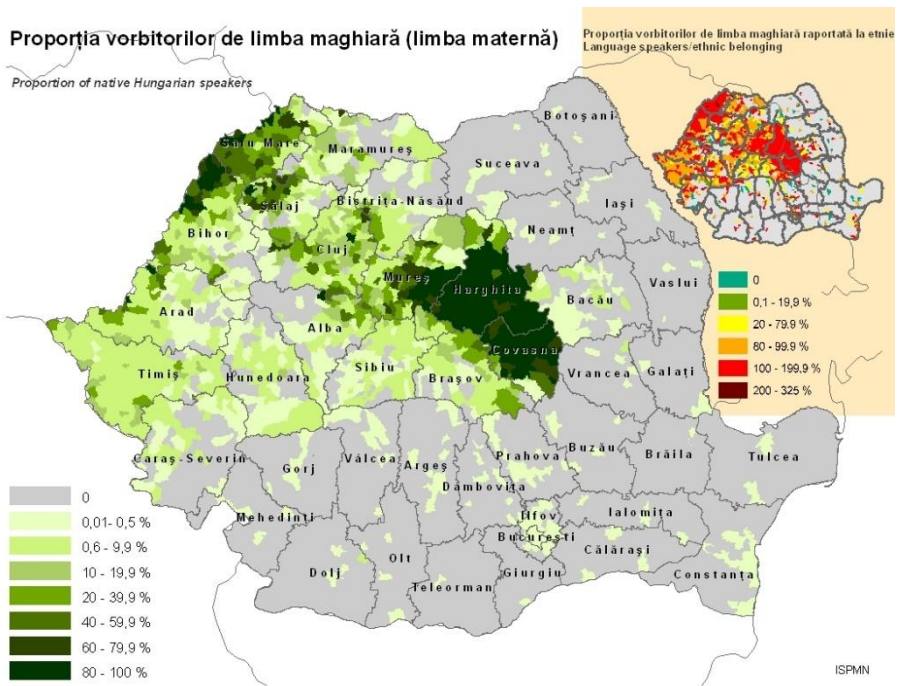 Proporția vorbitorilor de limba maghiară (limba maternă)
Proportion of native Hungarian speakers
Proporția vorbitorilor de limba maghiară raportată la etnie
Language speakers/ethnic belonging
Botoșani
Satu Mare
Maramureș
Suceava
Iași
Sălaj
Bistrița-Năsăud
Bihor
Neamț
Cluj
Mureș
Harghita
Bacău
Vaslui
Arad
Alba
Covasna
Timiș
Hunedoara
Sibiu
Brașov
Vrancea
Galați
Caraș-Severin
Gorj
Vâlcea
Argeș
Prahova
Buzău
Brăila
Tulcea
Dâmbovița
Mehedinți
Ilfov
Ialomița
București
Călărași
Dolj
Olt
Teleorman
Giurgiu
Constanța
0
0,1 - 19,9 %
20 - 79.9 %
80 - 99.9 %
100 - 199,9 %
200 - 325 %
0
0,01- 0,5 %
0,6 - 9,9 %
10 - 19,9 %
20 - 39,9 %
40 - 59,9 %
60 - 79,9 %
80 - 100 %
ISPMN